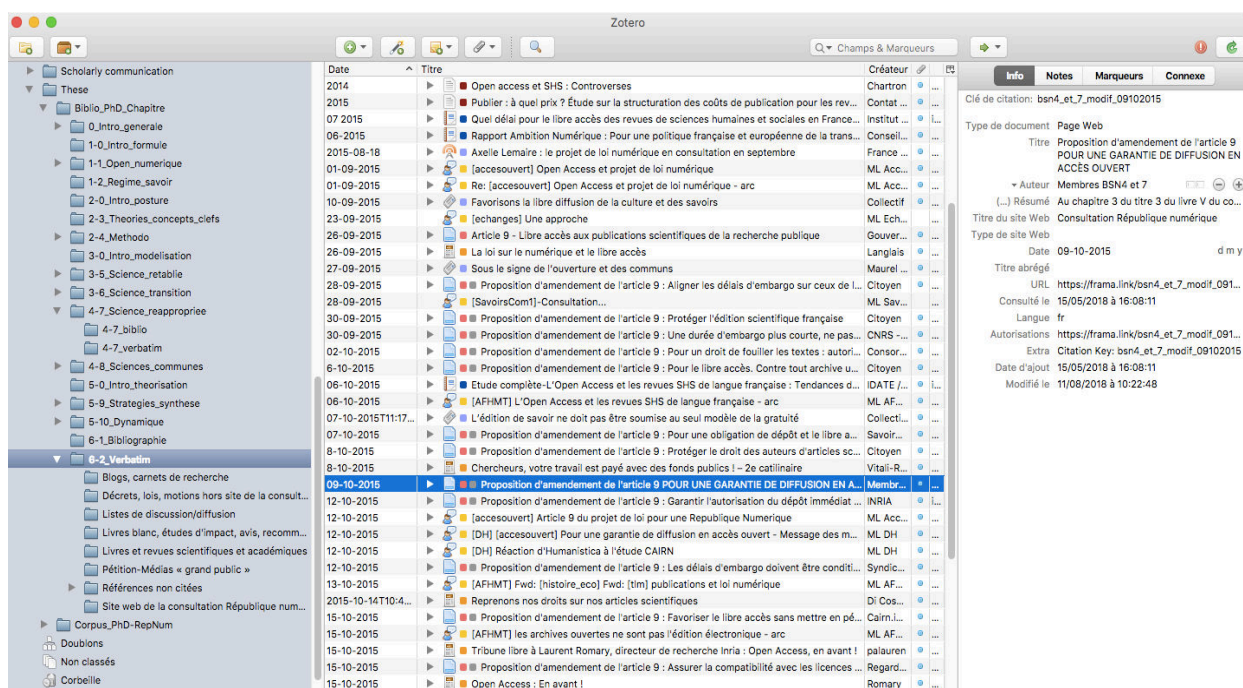 Zotero
Champs & Marqueurs
Scholarly communication
These
Biblio_PhD_Chapitre
0_Intro_generale
1-0_Intro_formule
1-1_Open_numerique
1-2_Regime_savoir
2-0_Intro_posture
2-3_Theories_concepts_clefs
2-4_Methodo
3-0_Intro_modelisation
3-5_Science_retablie
3-6_Science_transition
4-7_Science_reappropriee
4-7_biblio
4-7_verbatim
4-8_Sciences_communes
5-0_Intro_theorisation
5-9_Strategies_synthese
5-10_Dynamique
6-1_Bibliographie
6-2_Verbatim
Blogs, carnets de recherche
Décrets, lois, motions hors site de la consult...
Listes de discussion/diffusion
Livres blanc, études d'impact, avis, recomm...
Livres et revues scientifiques et académiques
Pétition-Médias « grand public »
Références non citées
Site web de la consultation République num...
Corpus_PhD-RepNum
Doublons
Non classés
Corbeille
Date Titre Créateur
2014 Open access et SHS : Controverses Chartron ...
2015 Publier : à quel prix ? Étude sur la structuration des coûts de publication pour les rev... Contat ... ...
07 2015 Quel délai pour le libre accès des revues de sciences humaines et sociales en France... Institut ... i...
06-2015 Rapport Ambition Numérique : Pour une politique française et européenne de la trans... Conseil... ...
2015-08-18 Axelle Lemaire : le projet de loi numérique en consultation en septembre France ... ...
01-09-2015 [accesouvert] Open Access et projet de loi numérique ML Acc... ...
01-09-2015 Re: [accesouvert] Open Access et projet de loi numérique - arc ML Acc... ...
10-09-2015 Favorisons la libre diffusion de la culture et des savoirs Collectif ...
23-09-2015 [echanges] Une approche ML Ech... ...
26-09-2015 Article 9 - Libre accès aux publications scientifiques de la recherche publique Gouver... ...
26-09-2015 La loi sur le numérique et le libre accès Langlais ...
27-09-2015 Sous le signe de l'ouverture et des communs Maurel ... ...
28-09-2015 Proposition d'amendement de l'article 9 : Aligner les délais d'embargo sur ceux de l... Citoyen ...
28-09-2015 [SavoirsCom1]-Consultation... ML Sav... ...
30-09-2015 Proposition d'amendement de l'article 9 : Protéger l'édition scientifique française Citoyen ...
30-09-2015 Proposition d'amendement de l'article 9 : Une durée d'embargo plus courte, ne pas... CNRS -... ...
02-10-2015 Proposition d'amendement de l'article 9 : Pour un droit de fouiller les textes : autori... Consor... ...
6-10-2015 Proposition d'amendement de l'article 9 : Pour le libre accès. Contre tout archive u... Citoyen ...
06-10-2015 Etude complète-L'Open Access et les revues SHS de langue française : Tendances d... IDATE /... i...
06-10-2015 [AFHMT] L'Open Access et les revues SHS de langue française - arc ML AF... ...
07-10-2015T11:17... L'édition de savoir ne doit pas être soumise au seul modèle de la gratuité Collecti... ...
07-10-2015 Proposition d'amendement de l'article 9 : Pour une obligation de dépôt et le libre a... Savoir... ...
8-10-2015 Proposition d'amendement de l'article 9 : Protéger le droit des auteurs d'articles sc... Citoyen ...
8-10-2015 Chercheurs, votre travail est payé avec des fonds publics ! – 2e catilinaire Vitali-R... ...
09-10-2015 Proposition d'amendement de l'article 9 POUR UNE GARANTIE DE DIFFUSION EN A... Membr... ...
12-10-2015 Proposition d'amendement de l'article 9 : Garantir l'autorisation du dépôt immédiat ... INRIA i...
12-10-2015 [accesouvert] Article 9 du projet de loi pour une Republique Numerique ML Acc... ...
12-10-2015 [DH] [accesouvert] Pour une garantie de diffusion en accès ouvert - Message des m... ML DH ...
12-10-2015 [DH] Réaction d'Humanistica à l'étude CAIRN ML DH ...
12-10-2015 Proposition d'amendement de l'article 9 : Les délais d'embargo doivent être conditi... Syndic... ...
13-10-2015 [AFHMT] Fwd: [histoire_eco] Fwd: [tlm] publications et loi numérique ML AF... ...
2015-10-14T10:4... Reprenons nos droits sur nos articles scientifiques Di Cos... ...
15-10-2015 Proposition d'amendement de l'article 9 : Favoriser le libre accès sans mettre en pé... Cairn.i... ...
15-10-2015 [AFHMT] les archives ouvertes ne sont pas l'édition électronique - arc ML AF... ...
15-10-2015 Tribune libre à Laurent Romary, directeur de recherche Inria : Open Access, en avant ! palauren ...
15-10-2015 Proposition d'amendement de l'article 9 : Assurer la compatibilité avec les licences ... Regard... ...
15-10-2015 Open Access : En avant ! Romary ...
Info Notes Marqueurs Connexe
Clé de citation: bsn4_et_7_modif_09102015
Type de document Page Web
Titre Proposition d'amendement de l'article 9
POUR UNE GARANTIE DE DIFFUSION EN
ACCÈS OUVERT
Auteur Membres BSN4 et 7
(...) Résumé Au chapitre 3 du titre 3 du livre V du co...
Titre du site Web Consultation République numérique
Type de site Web
Date 09-10-2015 d m y
Titre abrégé
URL https://frama.link/bsn4_et_7_modif_091...
Consulté le 15/05/2018 à 16:08:11
Langue fr
Autorisations https://frama.link/bsn4_et_7_modif_091...
Extra Citation Key: bsn4_et_7_modif_09102015
Date d'ajout 15/05/2018 à 16:08:11
Modifié le 11/08/2018 à 10:22:48